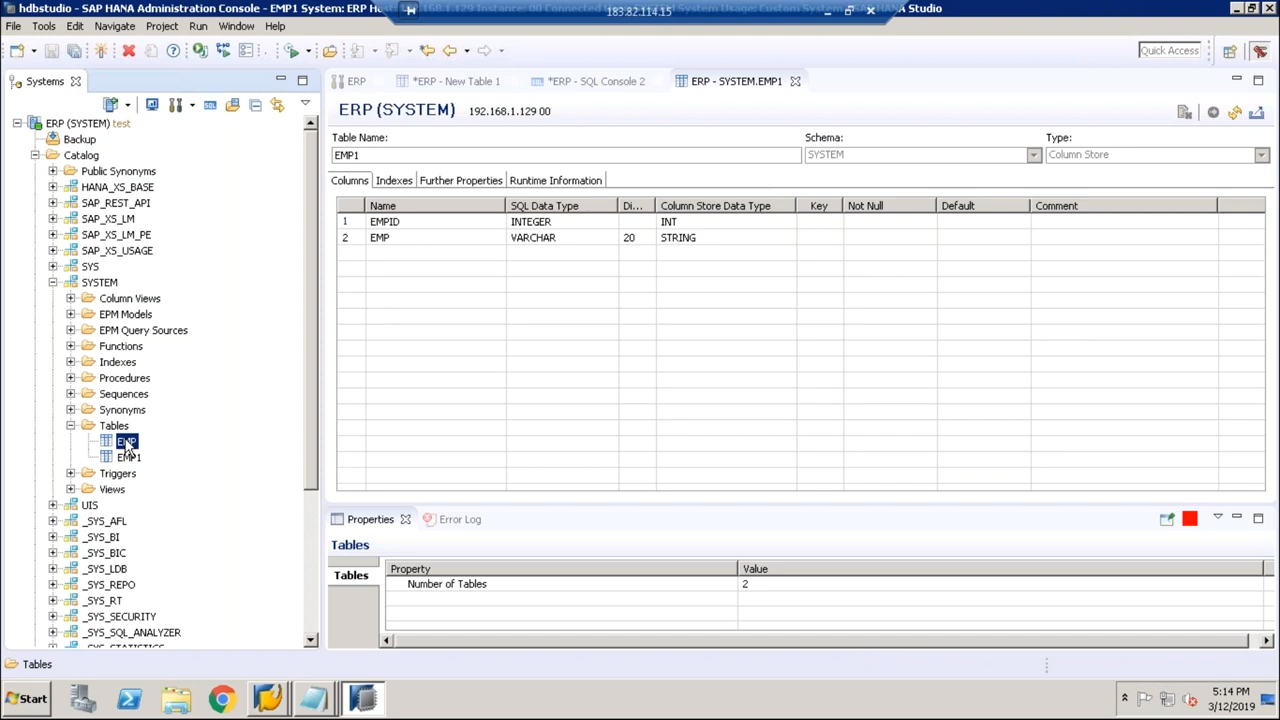 hdbstudio - SAP HANA Administration Console - EMP1 System: ERP
183.82.114.15
Studio
File Tools Edit Navigate Project Run Window Help
Quick Access
Systems
ERP *ERP - New Table 1 *ERP - SQL Console 2 ERP - SYSTEM.EMP1
SQL
ERP (SYSTEM) test
Backup
Catalog
Public Synonyms
HANA_XS_BASE
SAP_REST_API
SAP_XS_LM
SAP_XS_LM_PE
SAP_XS_USAGE
SYS
SYSTEM
Column Views
EPM Models
EPM Query Sources
Functions
Indexes
Procedures
Sequences
Synonyms
Tables
EMP
EMP1
Triggers
Views
UIS
_SYS_AFL
_SYS_BI
_SYS_BIC
_SYS_LDB
_SYS_REPO
_SYS_RT
_SYS_SECURITY
_SYS_SQL_ANALYZER
ERP (SYSTEM) 192.168.1.129 00
Table Name: Schema: Type:
EMP1 SYSTEM Column Store
Columns Indexes Further Properties Runtime Information
Name SQL Data Type Di... Column Store Data Type Key Not Null Default Comment
1 EMPID INTEGER INT
2 EMP VARCHAR 20 STRING
Properties Error Log
Tables
Tables
Property Value
Number of Tables 2
Tables
Start
5:14 PM
3/12/2019